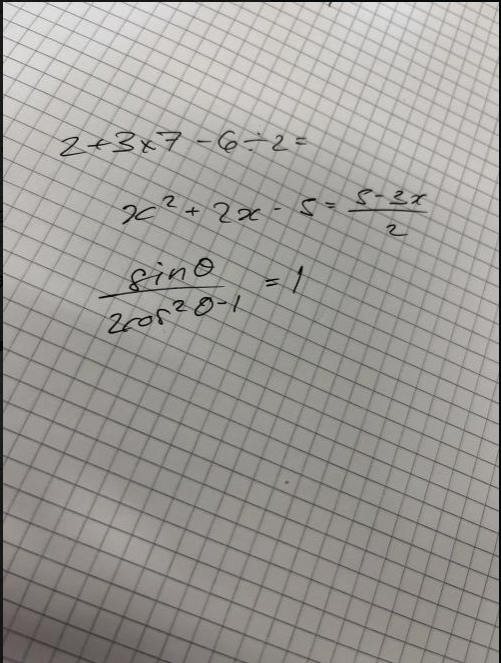 2+3×7-6÷2=
x²+2x-5=(5-3x)/2
sinθ/(2cos²θ-1)=1